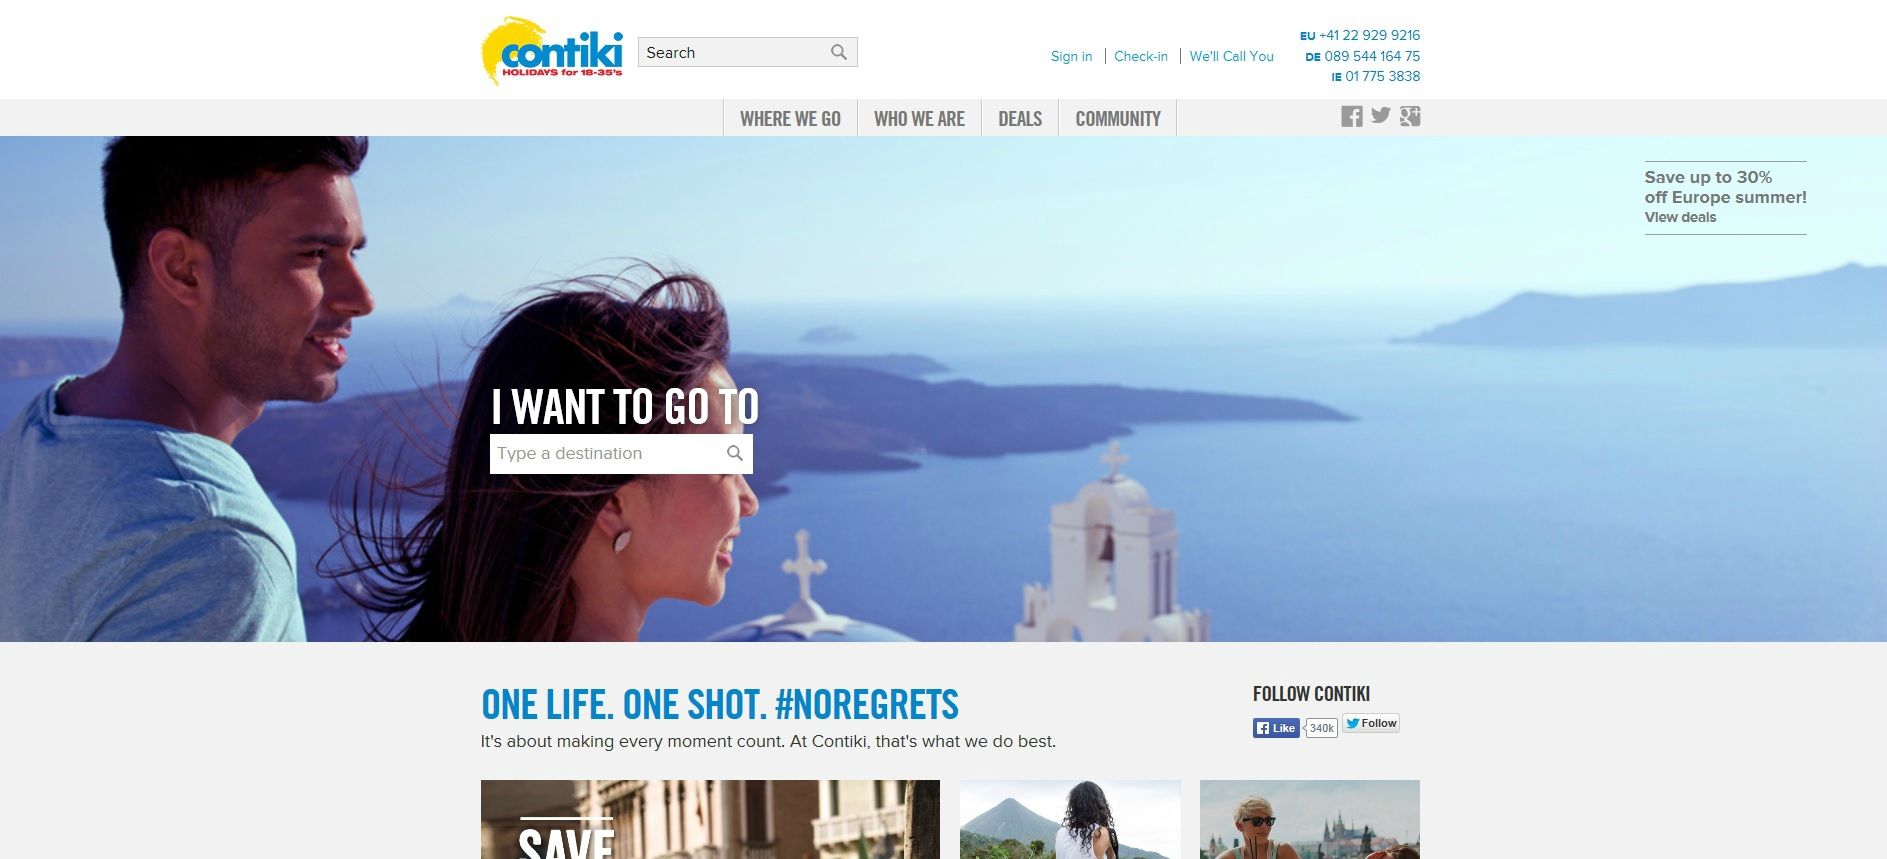 contiki
HOLIDAYS for 18-35's
Search
Sign in
Check-in
We'll Call You
EU +41 22 929 9216
DE 089 544 164 75
IE 01 775 3838
WHERE WE GO
WHO WE ARE
DEALS
COMMUNITY
Save up to 30%
off Europe summer!
View deals
I WANT TO GO TO
Type a destination
ONE LIFE. ONE SHOT. #NOREGRETS
It's about making every moment count. At Contiki, that's what we do best.
FOLLOW CONTIKI
Like
340k
Follow
SAVE